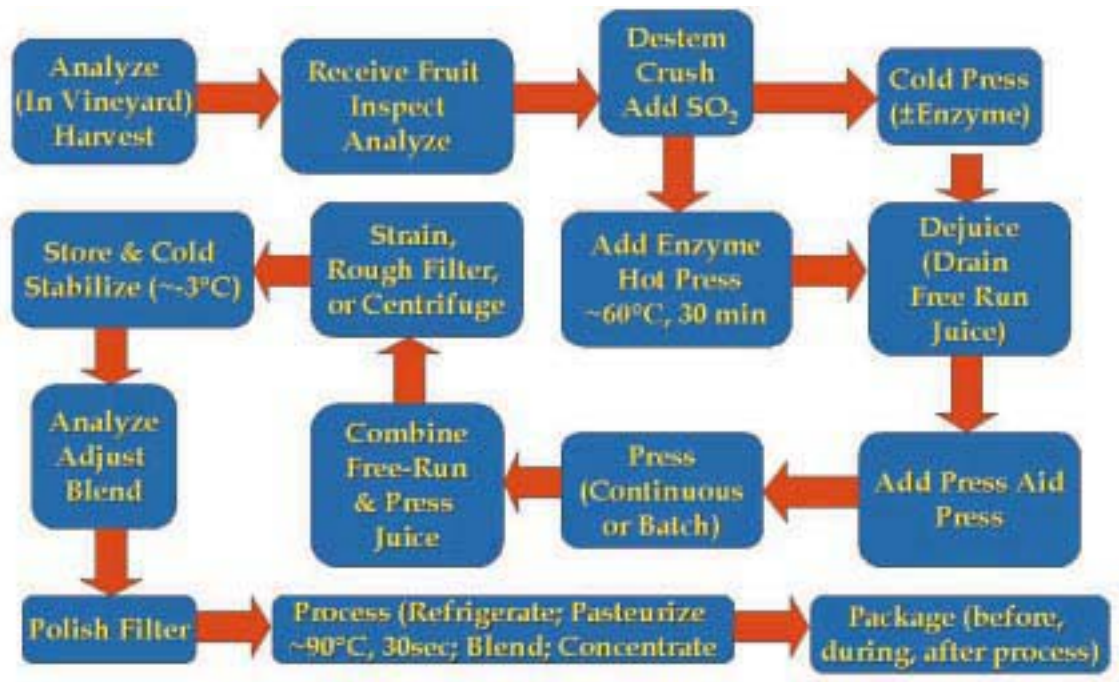 Analyze
(In Vineyard)
Harvest
Receive Fruit
Inspect
Analyze
Destem
Crush
Add SO₂
Cold Press
(±Enzyme)
Add Enzyme
Hot Press
~60°C, 30 min
Dejuice
(Drain
Free Run
Juice)
Add Press Aid
Press
Press
(Continuous
or Batch)
Combine
Free-Run
& Press
Juice
Strain,
Rough Filter,
or Centrifuge
Store & Cold
Stabilize (~-3°C)
Analyze
Adjust
Blend
Polish Filter
Process (Refrigerate; Pasteurize
~90°C, 30sec; Blend; Concentrate
Package (before,
during, after process)